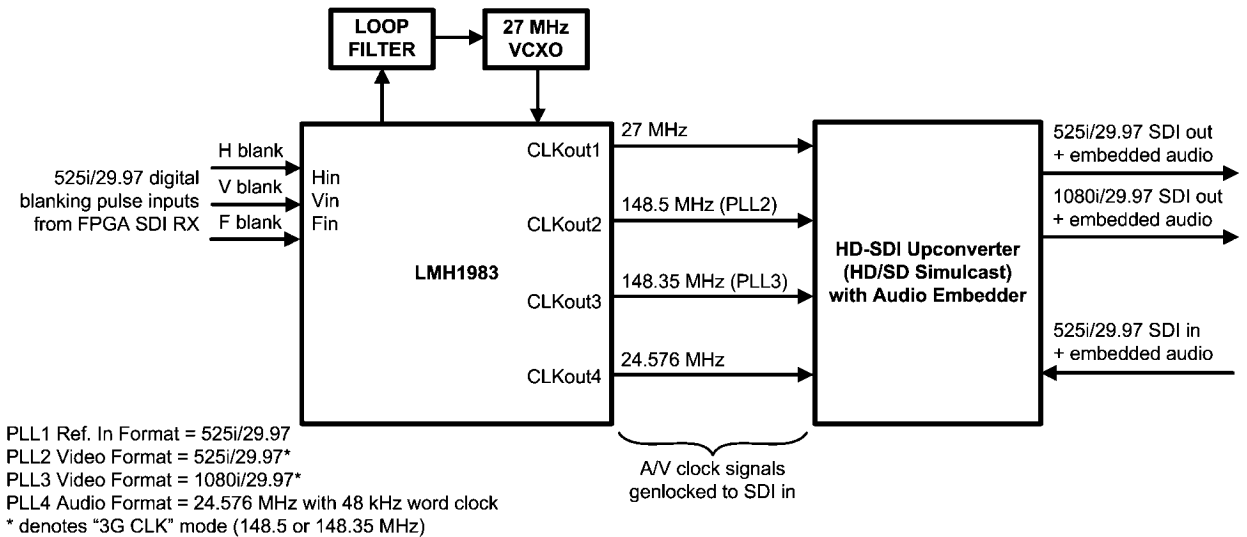 LOOP
FILTER
27 MHz
VCXO
H blank
V blank
F blank
525i/29.97 digital
blanking pulse inputs
from FPGA SDI RX
Hin
Vin
Fin
LMH1983
CLKout1
CLKout2
CLKout3
CLKout4
27 MHz
148.5 MHz (PLL2)
148.35 MHz (PLL3)
24.576 MHz
HD-SDI Upconverter
(HD/SD Simulcast)
with Audio Embedder
525i/29.97 SDI out
+ embedded audio
1080i/29.97 SDI out
+ embedded audio
525i/29.97 SDI in
+ embedded audio
A/V clock signals
genlocked to SDI in
PLL1 Ref. In Format = 525i/29.97
PLL2 Video Format = 525i/29.97*
PLL3 Video Format = 1080i/29.97*
PLL4 Audio Format = 24.576 MHz with 48 kHz word clock
* denotes “3G CLK” mode (148.5 or 148.35 MHz)